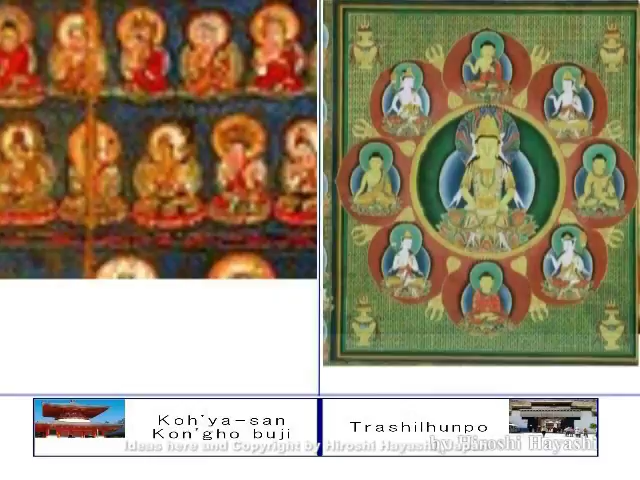 Koh'ya-san
Kon'gho buji
Trashilhunpo
Ideas here and Copyright by Hiroshi Hayashi, Japan
by Hiroshi Hayashi